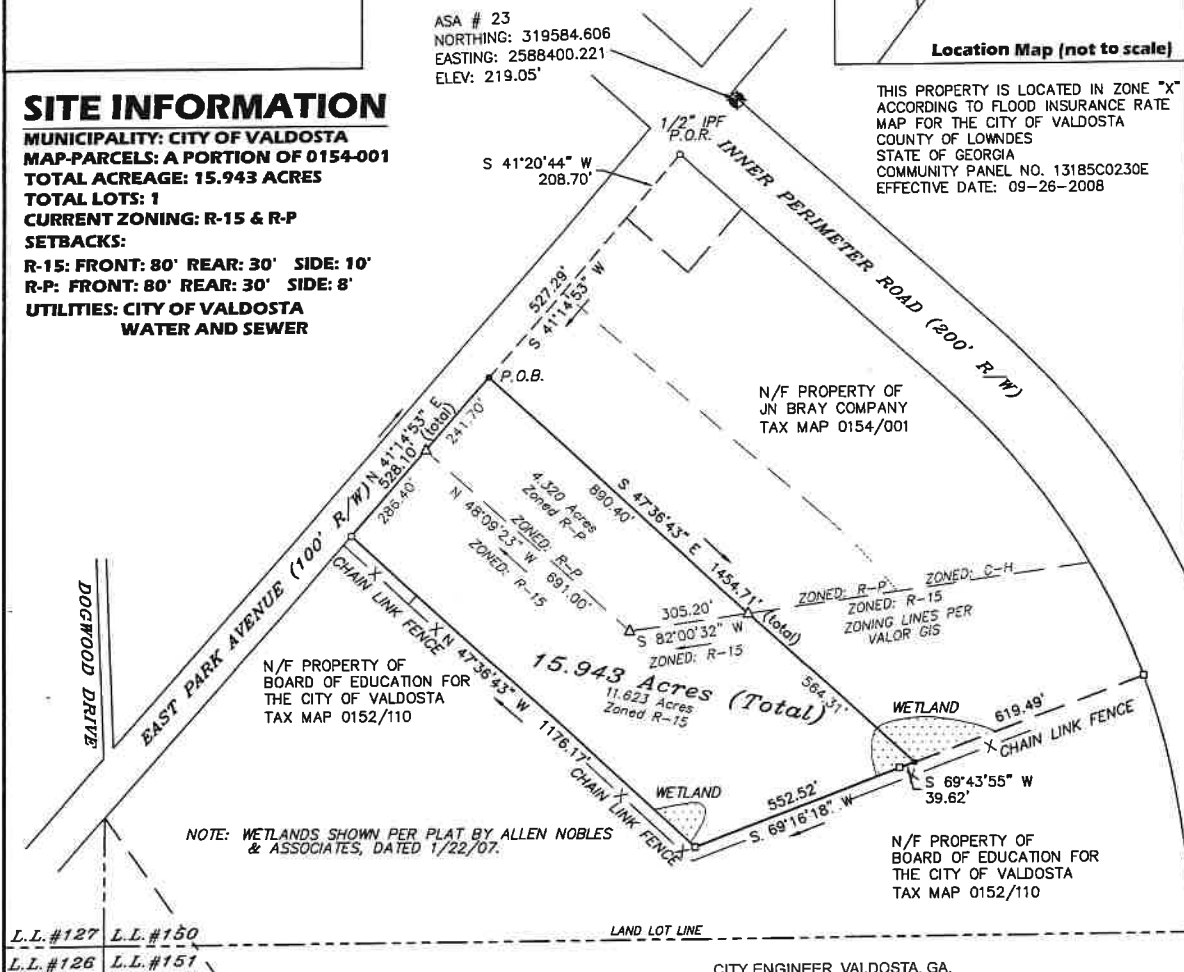 ASA # 23
NORTHING: 319584.606
EASTING: 2588400.221
ELEV: 219.05'
Location Map (not to scale)
SITE INFORMATION
MUNICIPALITY: CITY OF VALDOSTA
MAP-PARCELS: A PORTION OF 0154-001
TOTAL ACREAGE: 15.943 ACRES
TOTAL LOTS: 1
CURRENT ZONING: R-15 & R-P
SETBACKS:
R-15: FRONT: 80' REAR: 30' SIDE: 10'
R-P: FRONT: 80' REAR: 30' SIDE: 8'
UTILITIES: CITY OF VALDOSTA
WATER AND SEWER
THIS PROPERTY IS LOCATED IN ZONE "X"
ACCORDING TO FLOOD INSURANCE RATE
MAP FOR THE CITY OF VALDOSTA
COUNTY OF LOWNDES
STATE OF GEORGIA
COMMUNITY PANEL NO. 13185C0230E
EFFECTIVE DATE: 09-26-2008
1/2" IPF
P.O.R.
S 41°20'44" W
208.70'
INNER PERIMETER ROAD (200' R/W)
527.29'
S 41°14'53" W
P.O.B.
N/F PROPERTY OF
JN BRAY COMPANY
TAX MAP 0154/001
N 41°14'53" E
528.10' (total)
241.70'
286.40'
EAST PARK AVENUE (100' R/W)
DOGWOOD DRIVE
4.320 Acres
Zoned R-P
S 47°36'43" E 1454.71' (total)
890.40'
ZONED: R-P
N 48°09'23" W 691.00'
ZONED: R-15
305.20'
S 82°00'32" W
ZONED: R-15
ZONED: R-P
ZONED: C-H
ZONED: R-15
ZONING LINES PER
VALOR GIS
CHAIN LINK FENCE
N 47°36'43" W
1176.17'
CHAIN LINK FENCE
15.943 Acres (Total)
11.623 Acres
Zoned R-15
564.31'
WETLAND
619.49'
CHAIN LINK FENCE
S 69°43'55" W
39.62'
WETLAND
552.52'
S 69°16'18" W
N/F PROPERTY OF
BOARD OF EDUCATION FOR
THE CITY OF VALDOSTA
TAX MAP 0152/110
N/F PROPERTY OF
BOARD OF EDUCATION FOR
THE CITY OF VALDOSTA
TAX MAP 0152/110
NOTE: WETLANDS SHOWN PER PLAT BY ALLEN NOBLES
& ASSOCIATES, DATED 1/22/07.
L.L.#127 L.L.#150
LAND LOT LINE
L.L.#126 L.L.#151
CITY ENGINEER, VALDOSTA, GA.